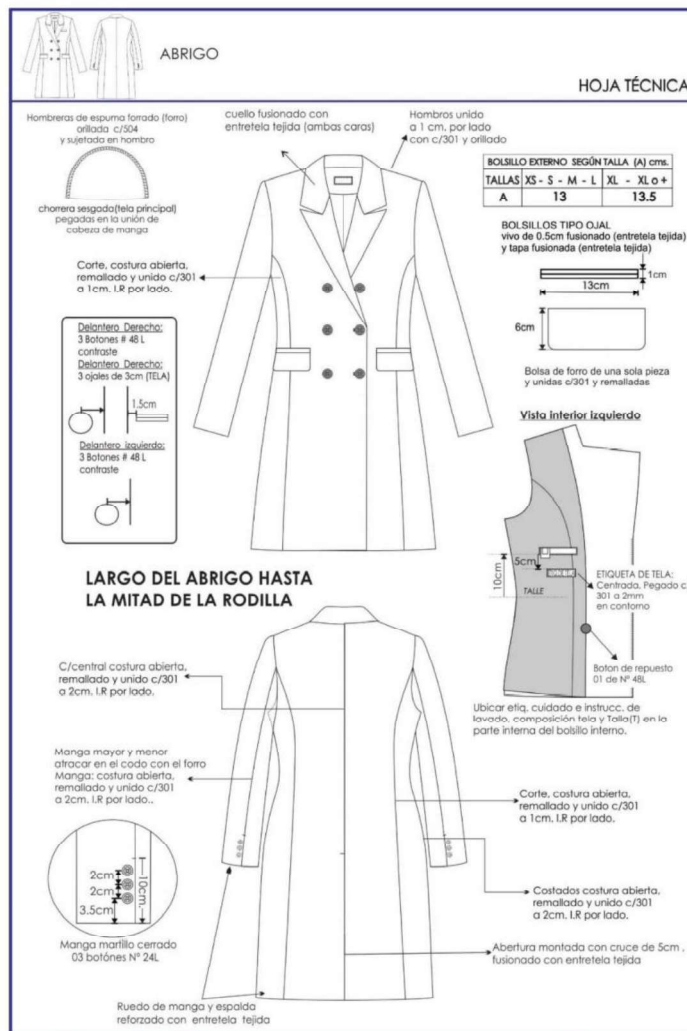 ABRIGO
HOJA TÉCNICA
Hombreras de espuma forrado (forro)
orillada c/504
y sujetada en hombro
chorrera sesgada(tela principal)
pegadas en la unión de
cabeza de manga
cuello fusionado con
entretela tejida (ambas caras)
Hombros unido
a 1 cm. por lado
con c/301 y orillado
BOLSILLO EXTERNO SEGÚN TALLA (A) cms.
TALLAS XS - S - M - L XL - XL o +
A 13 13.5
BOLSILLOS TIPO OJAL
vivo de 0.5cm fusionado (entretela tejida)
y tapa fusionada (entretela tejida)
1cm
13cm
6cm
Bolsa de forro de una sola pieza
y unidas c/301 y remalladas
Corte, costura abierta,
remallado y unido c/301
a 1cm. I.R por lado.
Delantero Derecho:
3 Botones # 48 L
contraste
Delantero Derecho:
3 ojales de 3cm (TELA)
1.5cm
Delantero izquierdo:
3 Botones # 48 L
contraste
Vista interior izquierdo
10cm
5cm
TALLE
ETIQUETA DE TELA:
Centrada, Pegado c
301 a 2mm
en contorno
Boton de repuesto
01 de N° 48L
Ubicar etiq. cuidado e instrucc. de
lavado, composición tela y Talla(T) en la
parte interna del bolsillo interno.
LARGO DEL ABRIGO HASTA
LA MITAD DE LA RODILLA
C/central costura abierta,
remallado y unido c/301
a 2cm. I.R por lado.
Manga mayor y menor
atracar en el codo con el forro
Manga: costura abierta,
remallado y unido c/301
a 2cm. I.R por lado..
2cm
2cm
3.5cm
10cm.
Manga martillo cerrado
03 botónes N° 24L
Corte, costura abierta,
remallado y unido c/301
a 1cm. I.R por lado.
Costados costura abierta,
remallado y unido c/301
a 2cm. I.R por lado.
Abertura montada con cruce de 5cm ,
fusionado con entretela tejida
Ruedo de manga y espalda
reforzado con entretela tejida